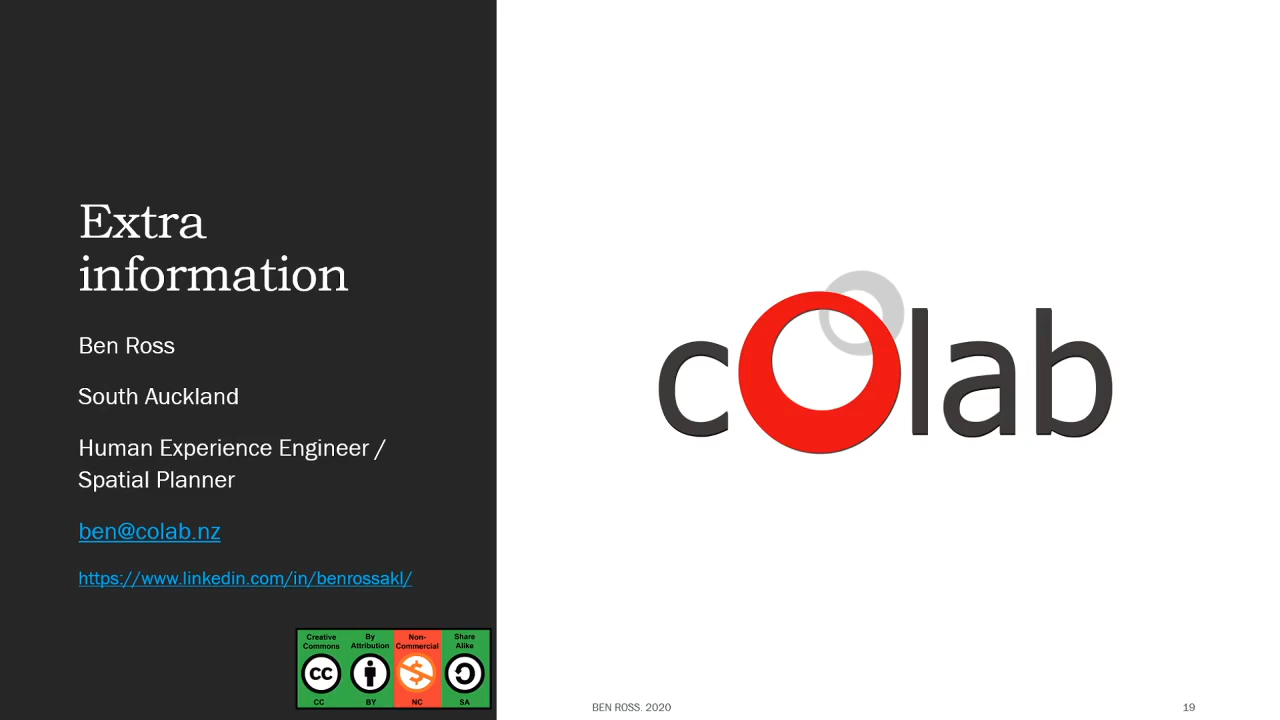 Extra
information
Ben Ross
South Auckland
Human Experience Engineer /
Spatial Planner
ben@colab.nz
https://www.linkedin.com/in/benrossakl/
Creative Commons By Attribution Non-Commercial Share Alike
CC BY NC SA
colab
BEN ROSS. 2020 19